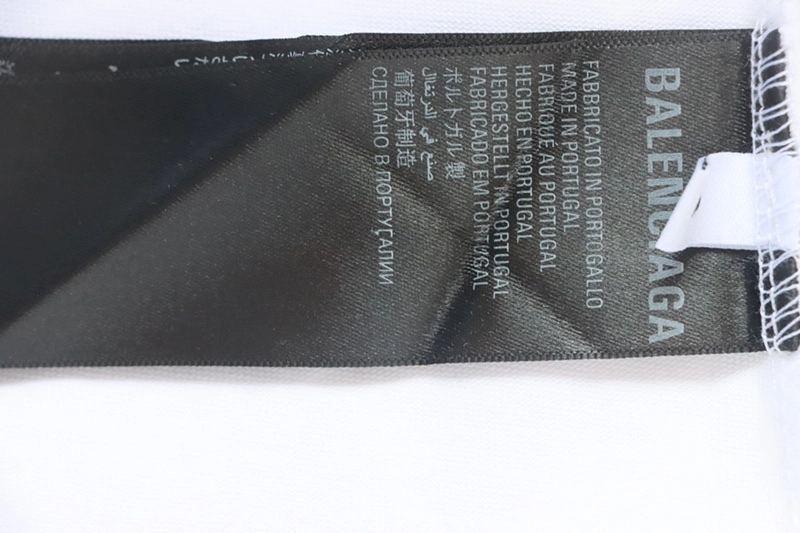 BALENCIAGA
FABBRICATO IN PORTOGALLO
MADE IN PORTUGAL
FABRIQUÉ AU PORTUGAL
HECHO EN PORTUGAL
HERGESTELLT IN PORTUGAL
FABRICADO EM PORTUGAL
ポルトガル製
صنع في البرتغال
葡萄牙制造
СДЕЛАНО В ПОРТУГАЛИИ